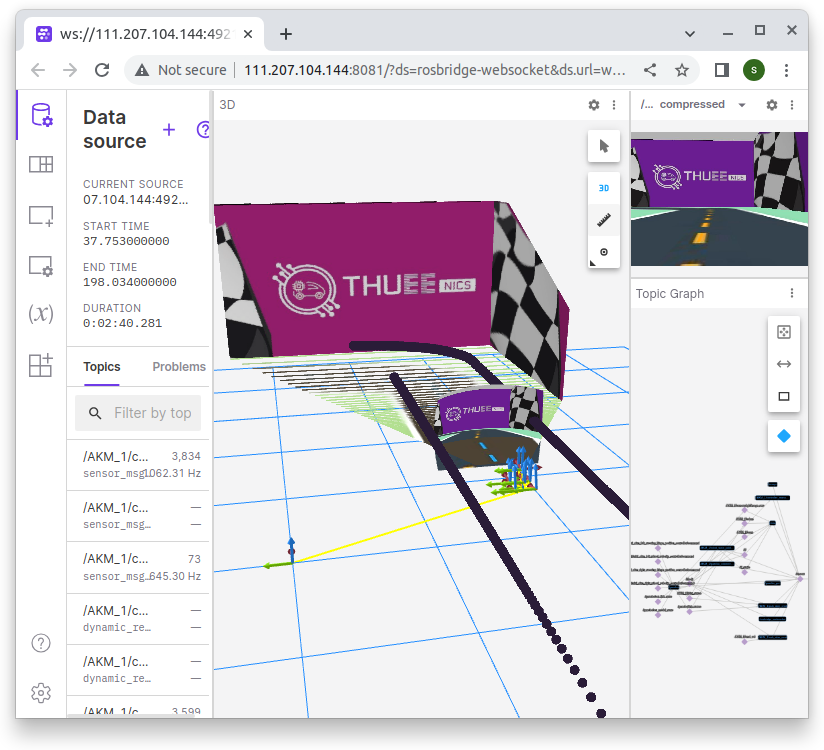 ws://111.207.104.144:492
Not secure
111.207.104.144:8081/?ds=rosbridge-websocket&ds.url=w...
S
Data source
CURRENT SOURCE
07.104.144:492...
START TIME
37.753000000
END TIME
198.034000000
DURATION
0:02:40.281
Topics
Problems
Filter by top
/AKM_1/c... 3,834
sensor_msg 1062.31 Hz
/AKM_1/c... —
sensor_msg... —
/AKM_1/c... 73
sensor_msg... 645.30 Hz
/AKM_1/c... —
dynamic_re... —
/AKM_1/c... —
dynamic_re... —
/AKM_1/c... 3,599
(x)
3D
3D
THUEE NICS
THUEE NICS
/... compressed
THUEE NICS
Topic Graph